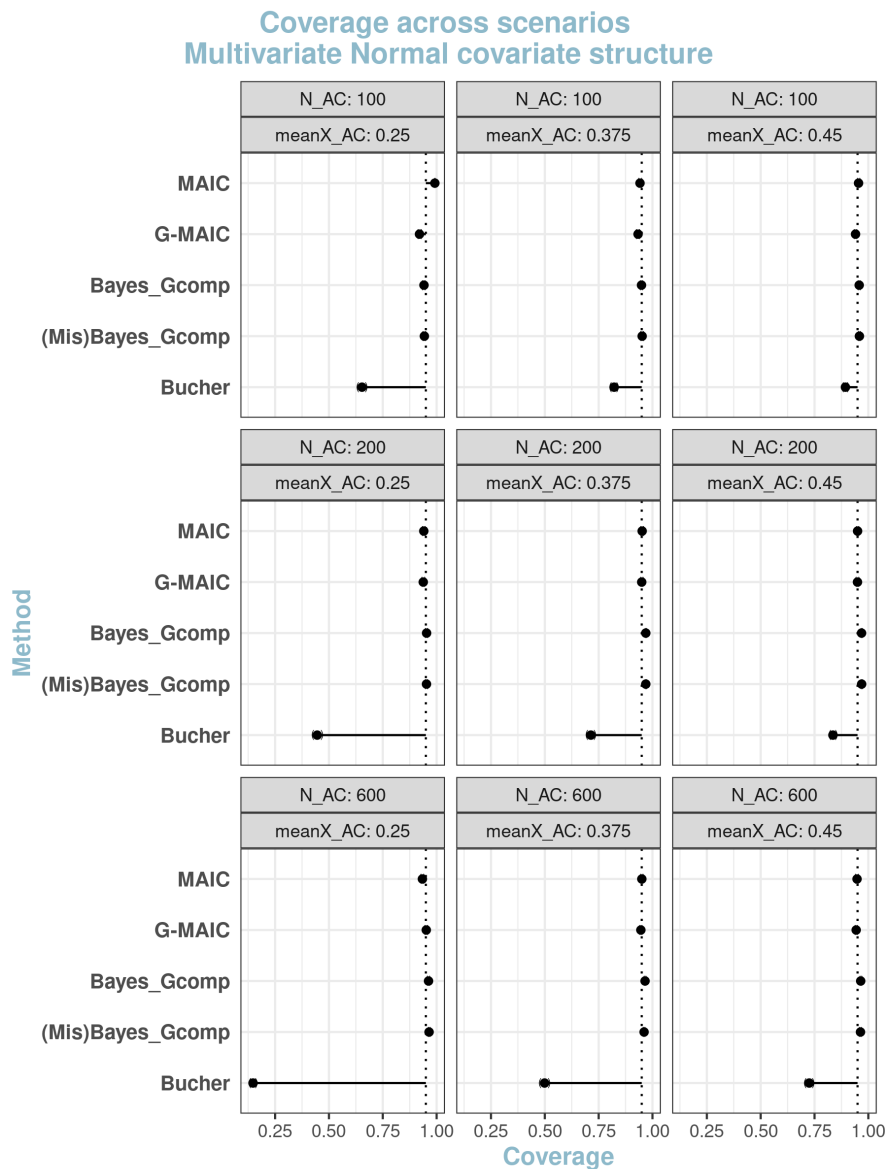 Coverage across scenarios
Multivariate Normal covariate structure
N_AC: 100 N_AC: 100 N_AC: 100
meanX_AC: 0.25 meanX_AC: 0.375 meanX_AC: 0.45
MAIC
G-MAIC
Bayes_Gcomp
(Mis)Bayes_Gcomp
Bucher
N_AC: 200 N_AC: 200 N_AC: 200
meanX_AC: 0.25 meanX_AC: 0.375 meanX_AC: 0.45
MAIC
G-MAIC
Bayes_Gcomp
(Mis)Bayes_Gcomp
Bucher
Method
N_AC: 600 N_AC: 600 N_AC: 600
meanX_AC: 0.25 meanX_AC: 0.375 meanX_AC: 0.45
MAIC
G-MAIC
Bayes_Gcomp
(Mis)Bayes_Gcomp
Bucher
0.25 0.50 0.75 1.00 0.25 0.50 0.75 1.00 0.25 0.50 0.75 1.00
Coverage